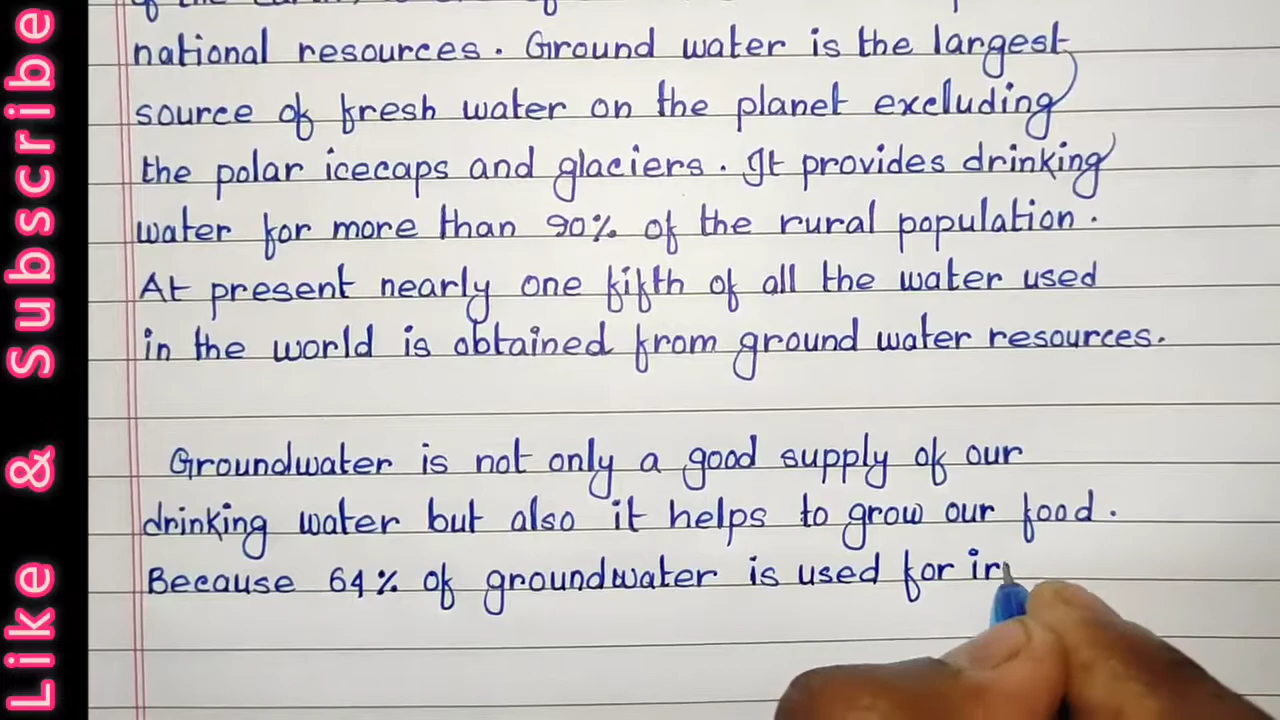 national resources. Ground water is the largest
source of fresh water on the planet excluding
the polar icecaps and glaciers. It provides drinking
water for more than 90% of the rural population.
At present nearly one fifth of all the water used
in the world is obtained from ground water resources.
Groundwater is not only a good supply of our
drinking water but also it helps to grow our food.
Because 64% of groundwater is used for irr
Like & Subscribe